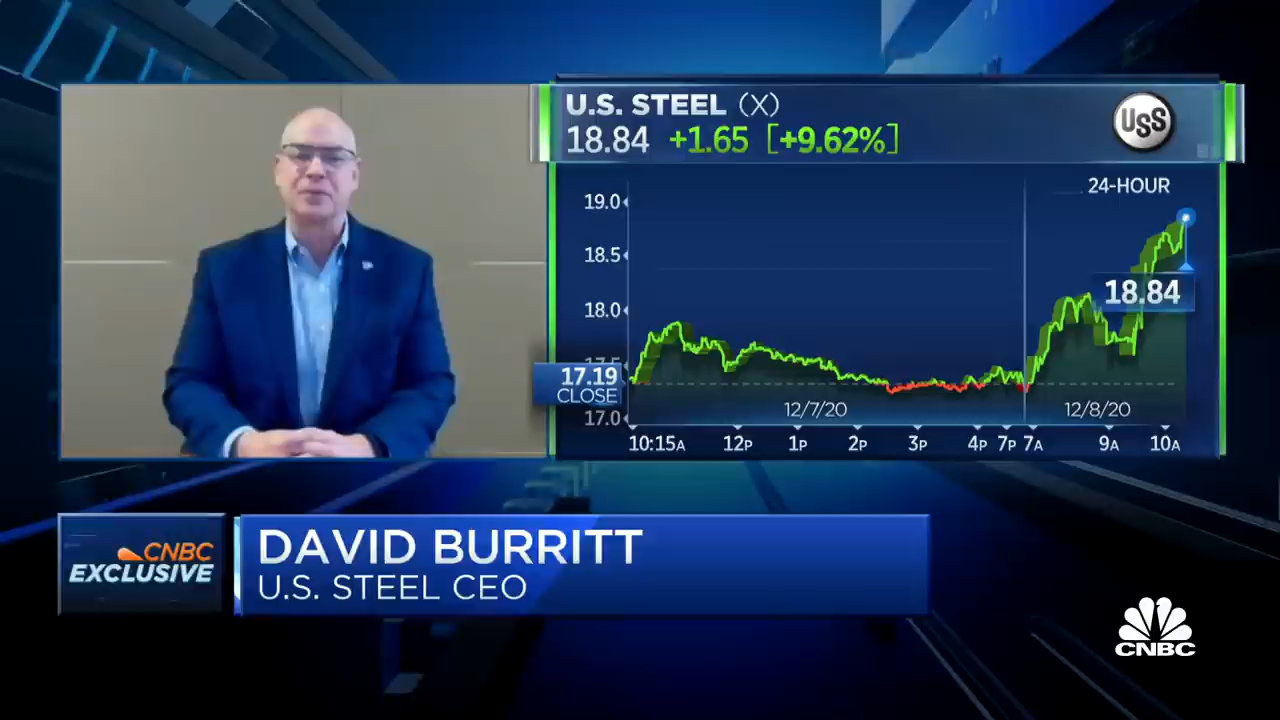 U.S. STEEL (X)
18.84 +1.65 [+9.62%]
USS
24-HOUR
19.0
18.5
18.0
17.5
17.0
17.19
CLOSE
18.84
12/7/20
12/8/20
10:15A 12P 1P 2P 3P 4P 7P 7A 9A 10A
CNBC
EXCLUSIVE
DAVID BURRITT
U.S. STEEL CEO
CNBC